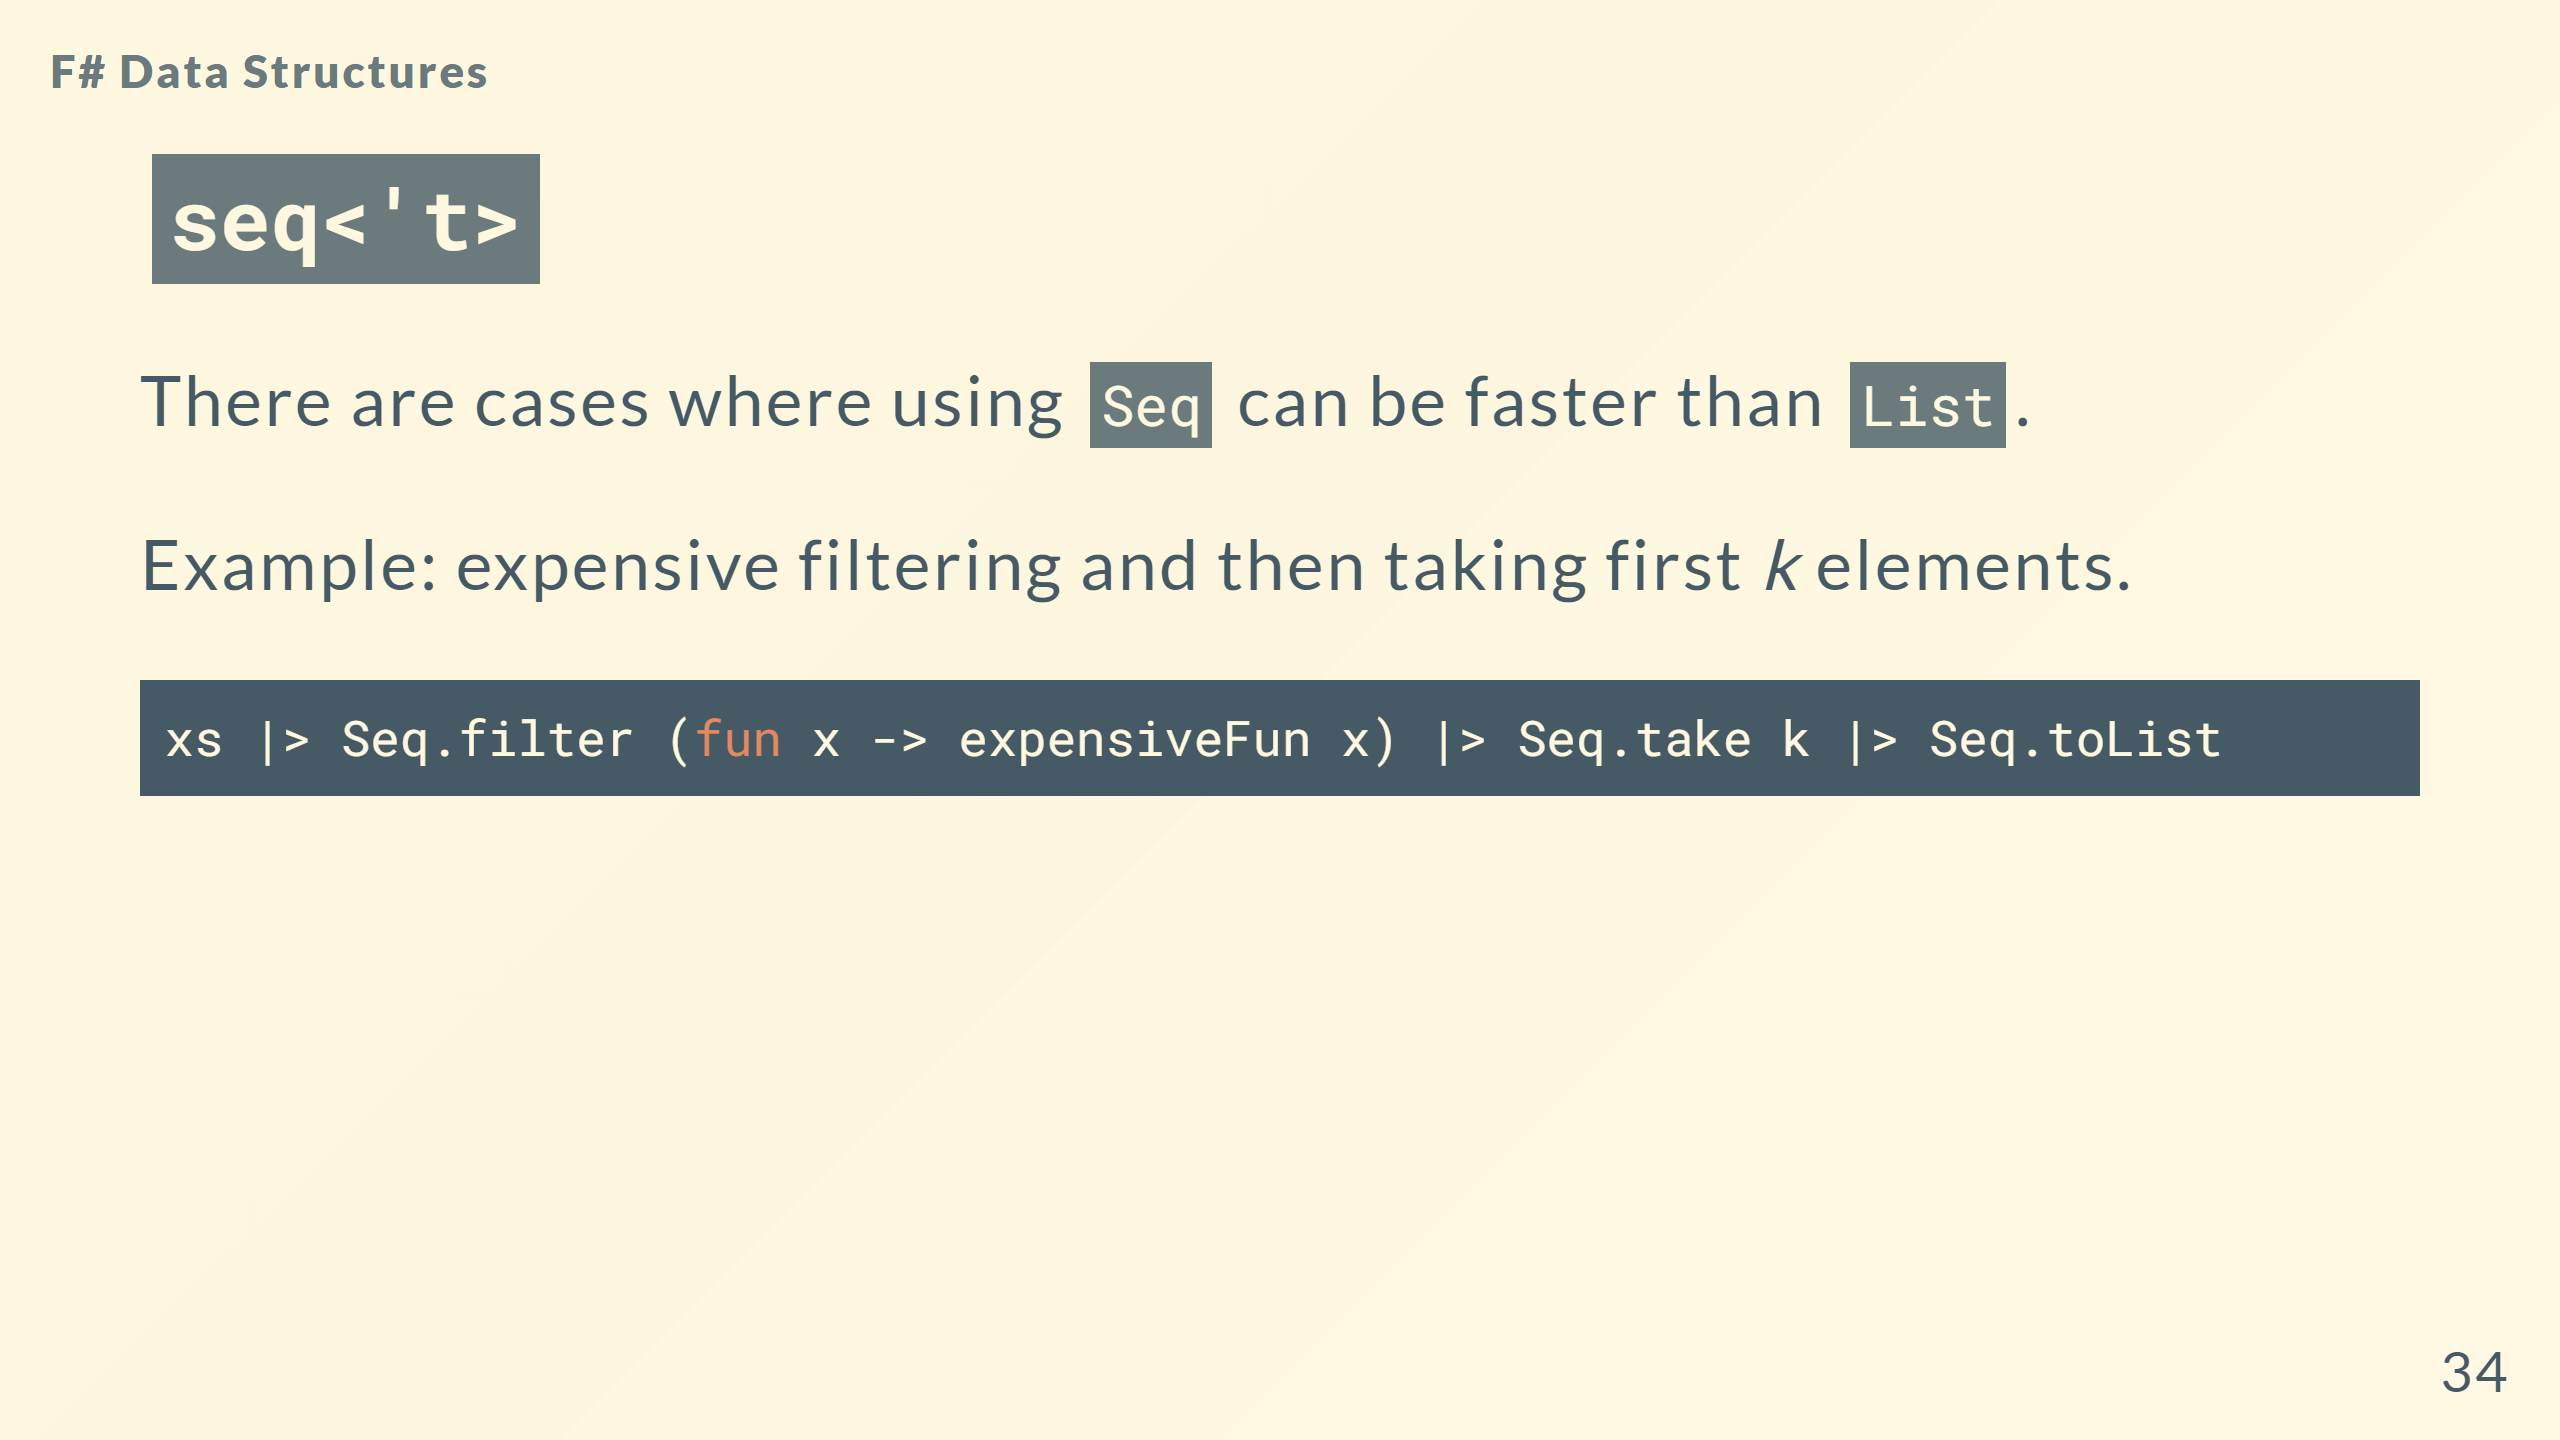 F# Data Structures
seq<'t>
There are cases where using Seq can be faster than List.
Example: expensive filtering and then taking first k elements.
xs |> Seq.filter (fun x -> expensiveFun x) |> Seq.take k |> Seq.toList
34